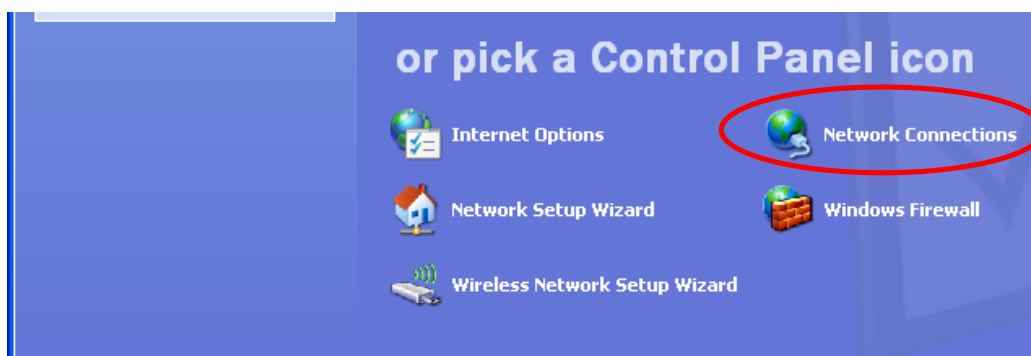 or pick a Control Panel icon
Internet Options
Network Connections
Network Setup Wizard
Windows Firewall
Wireless Network Setup Wizard